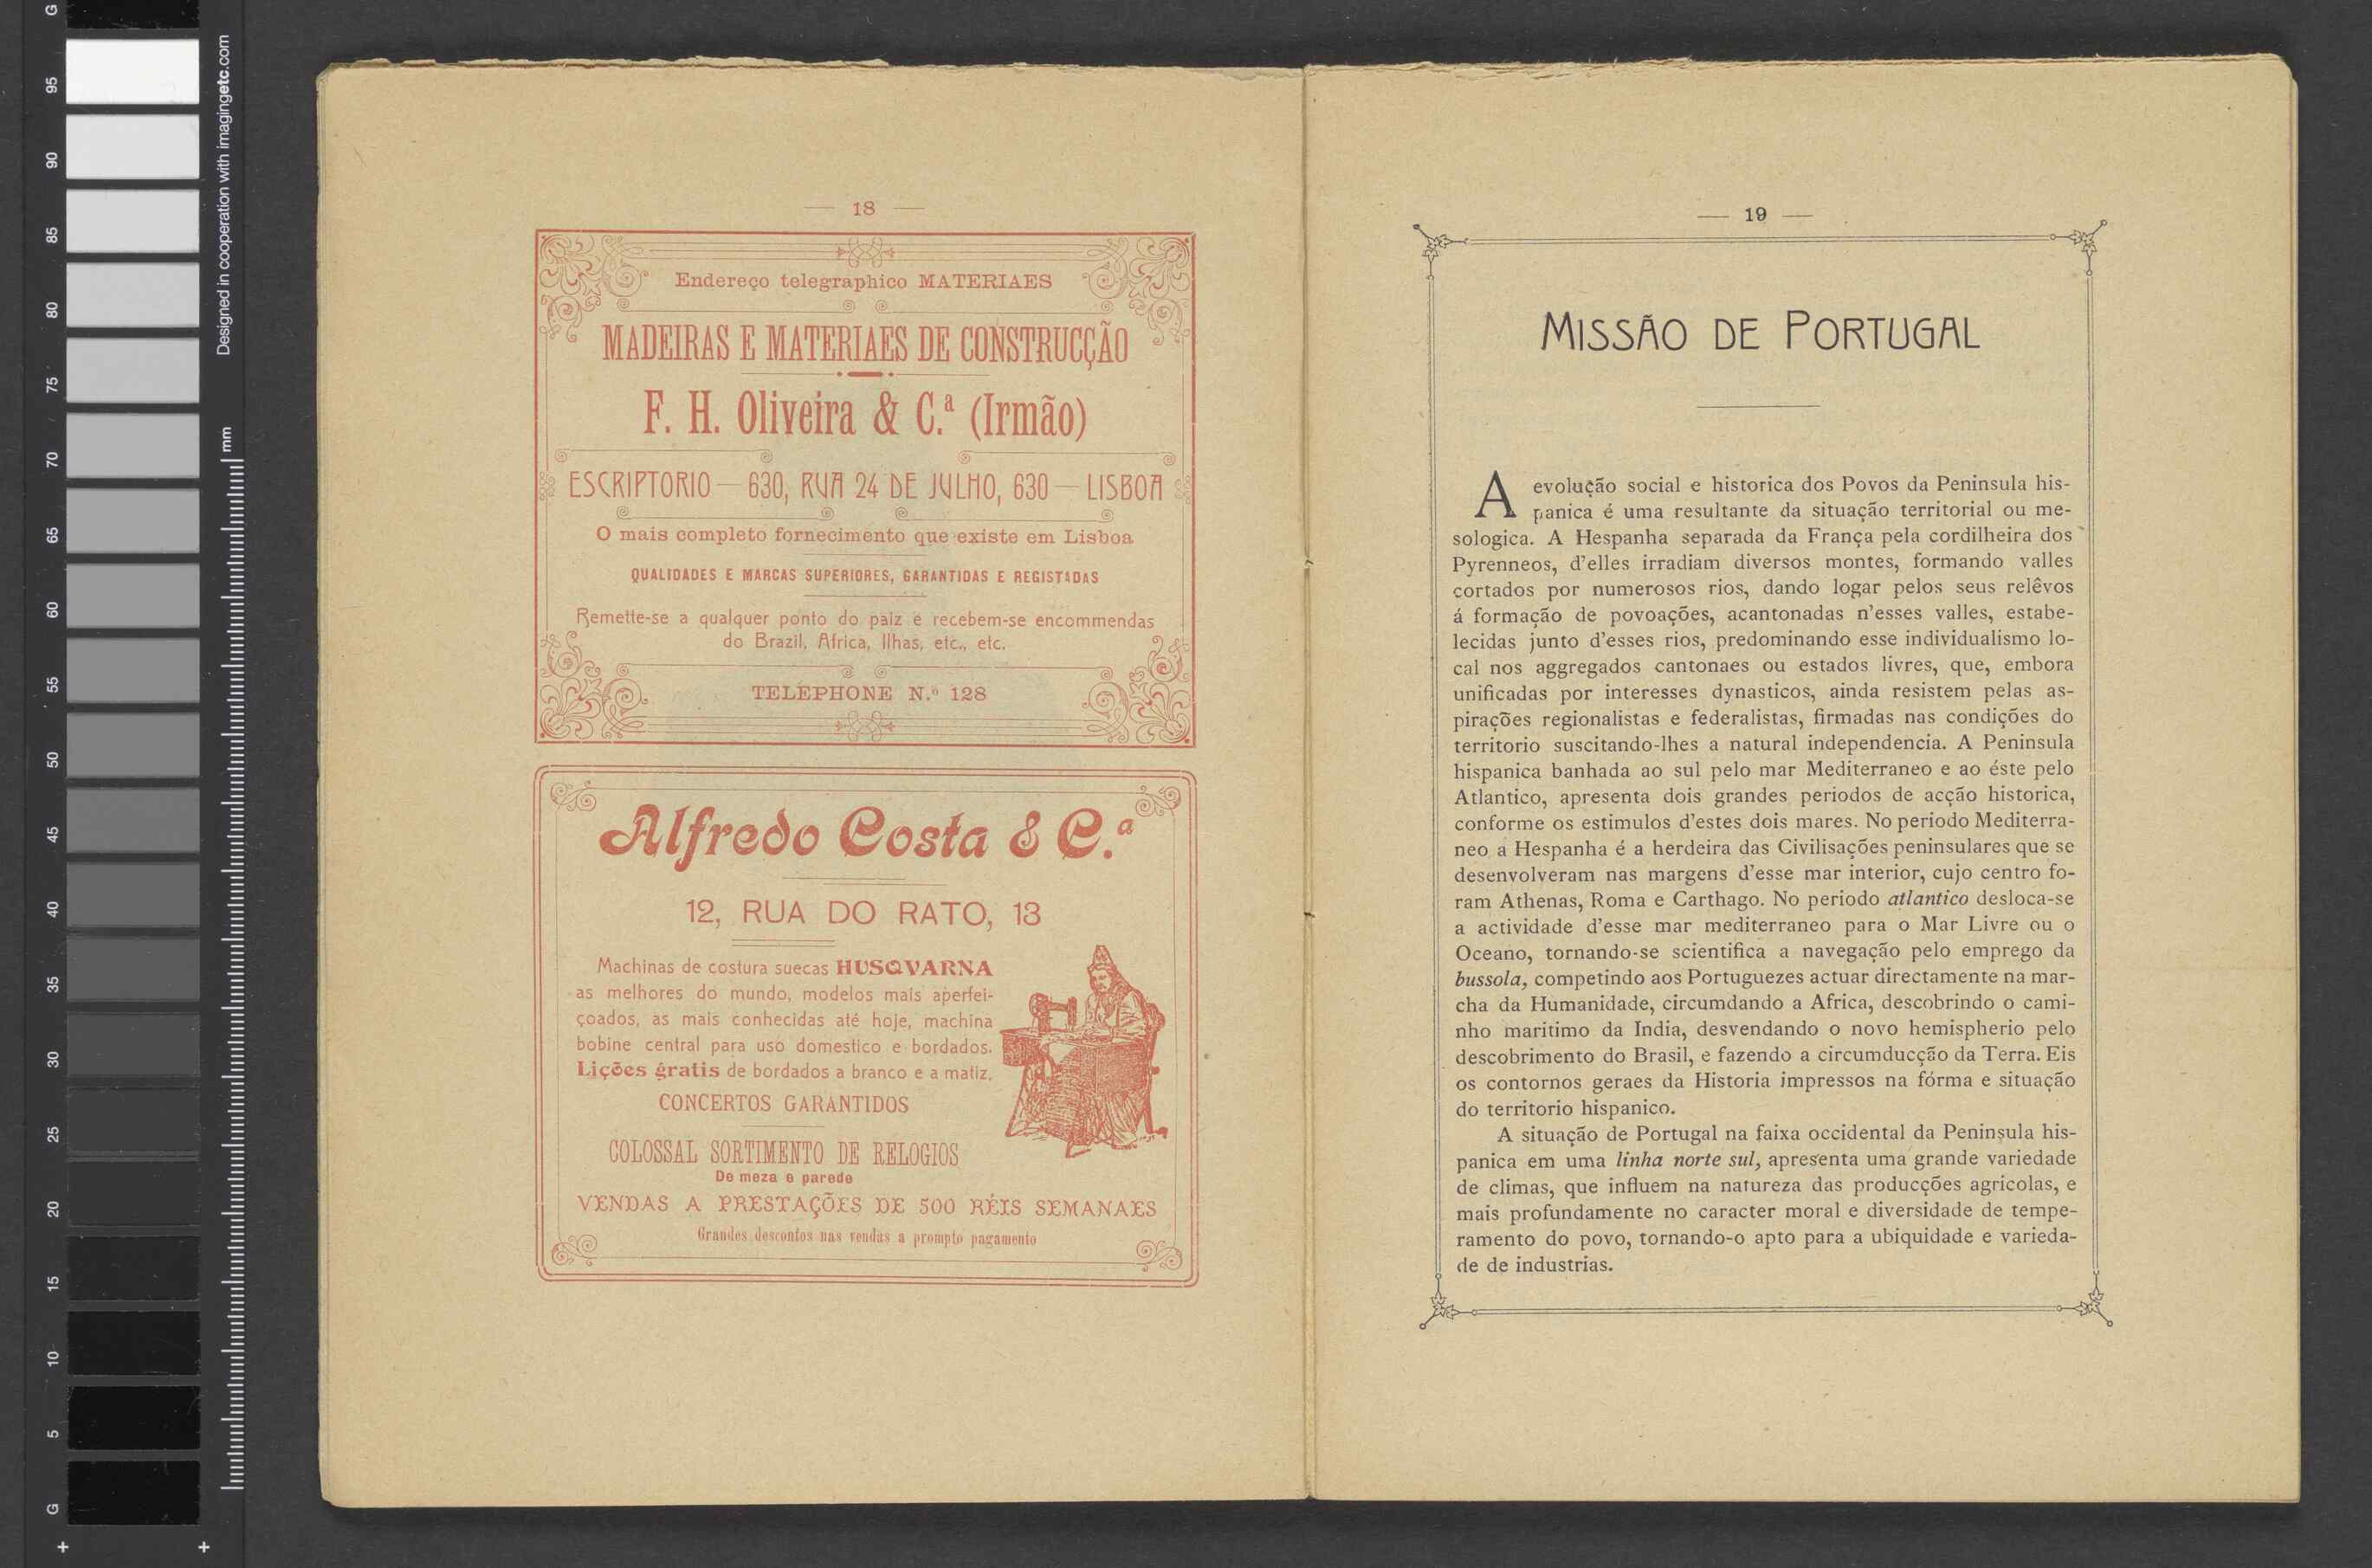 G
95
90
85
80
75
70
65
60
55
50
45
40
35
30
25
20
15
10
5
G
Designed in cooperation with imagingetc.com
mm
— 18 —
Endereço telegraphico MATERIAES
MADEIRAS E MATERIAES DE CONSTRUCÇÃO
F. H. Oliveira & C.ª (Irmão)
ESCRIPTORIO — 630, RUA 24 DE JULHO, 630 — LISBOA
O mais completo fornecimento que existe em Lisboa
QUALIDADES E MARCAS SUPERIORES, GARANTIDAS E REGISTADAS
Remette-se a qualquer ponto do paiz e recebem-se encommendas
do Brazil, Africa, Ilhas, etc., etc.
TELEPHONE N.º 128
Alfredo Costa & C.ª
12, RUA DO RATO, 13
Machinas de costura suecas HUSQVARNA
as melhores do mundo, modelos mais aperfei-
çoados, as mais conhecidas até hoje, machina
bobine central para uso domestico e bordados.
Lições gratis de bordados a branco e a matiz.
CONCERTOS GARANTIDOS
COLOSSAL SORTIMENTO DE RELOGIOS
De meza e parede
VENDAS A PRESTAÇÕES DE 500 RÉIS SEMANAES
Grandes descontos nas vendas a prompto pagamento
— 19 —
MISSÃO DE PORTUGAL
A evolução social e historica dos Povos da Peninsula his-
panica é uma resultante da situação territorial ou me-
sologica. A Hespanha separada da França pela cordilheira dos
Pyrenneos, d'elles irradiam diversos montes, formando valles
cortados por numerosos rios, dando logar pelos seus relêvos
á formação de povoações, acantonadas n'esses valles, estabe-
lecidas junto d'esses rios, predominando esse individualismo lo-
cal nos aggregados cantonaes ou estados livres, que, embora
unificadas por interesses dynasticos, ainda resistem pelas as-
pirações regionalistas e federalistas, firmadas nas condições do
territorio suscitando-lhes a natural independencia. A Peninsula
hispanica banhada ao sul pelo mar Mediterraneo e ao éste pelo
Atlantico, apresenta dois grandes periodos de acção historica,
conforme os estimulos d'estes dois mares. No periodo Mediterra-
neo a Hespanha é a herdeira das Civilisações peninsulares que se
desenvolveram nas margens d'esse mar interior, cujo centro fo-
ram Athenas, Roma e Carthago. No periodo atlantico desloca-se
a actividade d'esse mar mediterraneo para o Mar Livre ou o
Oceano, tornando-se scientifica a navegação pelo emprego da
bussola, competindo aos Portuguezes actuar directamente na mar-
cha da Humanidade, circumdando a Africa, descobrindo o cami-
nho maritimo da India, desvendando o novo hemispherio pelo
descobrimento do Brasil, e fazendo a circumducção da Terra. Eis
os contornos geraes da Historia impressos na fórma e situação
do territorio hispanico.
A situação de Portugal na faixa occidental da Peninsula his-
panica em uma linha norte sul, apresenta uma grande variedade
de climas, que influem na natureza das producções agricolas, e
mais profundamente no caracter moral e diversidade de tempe-
ramento do povo, tornando-o apto para a ubiquidade e varieda-
de de industrias.